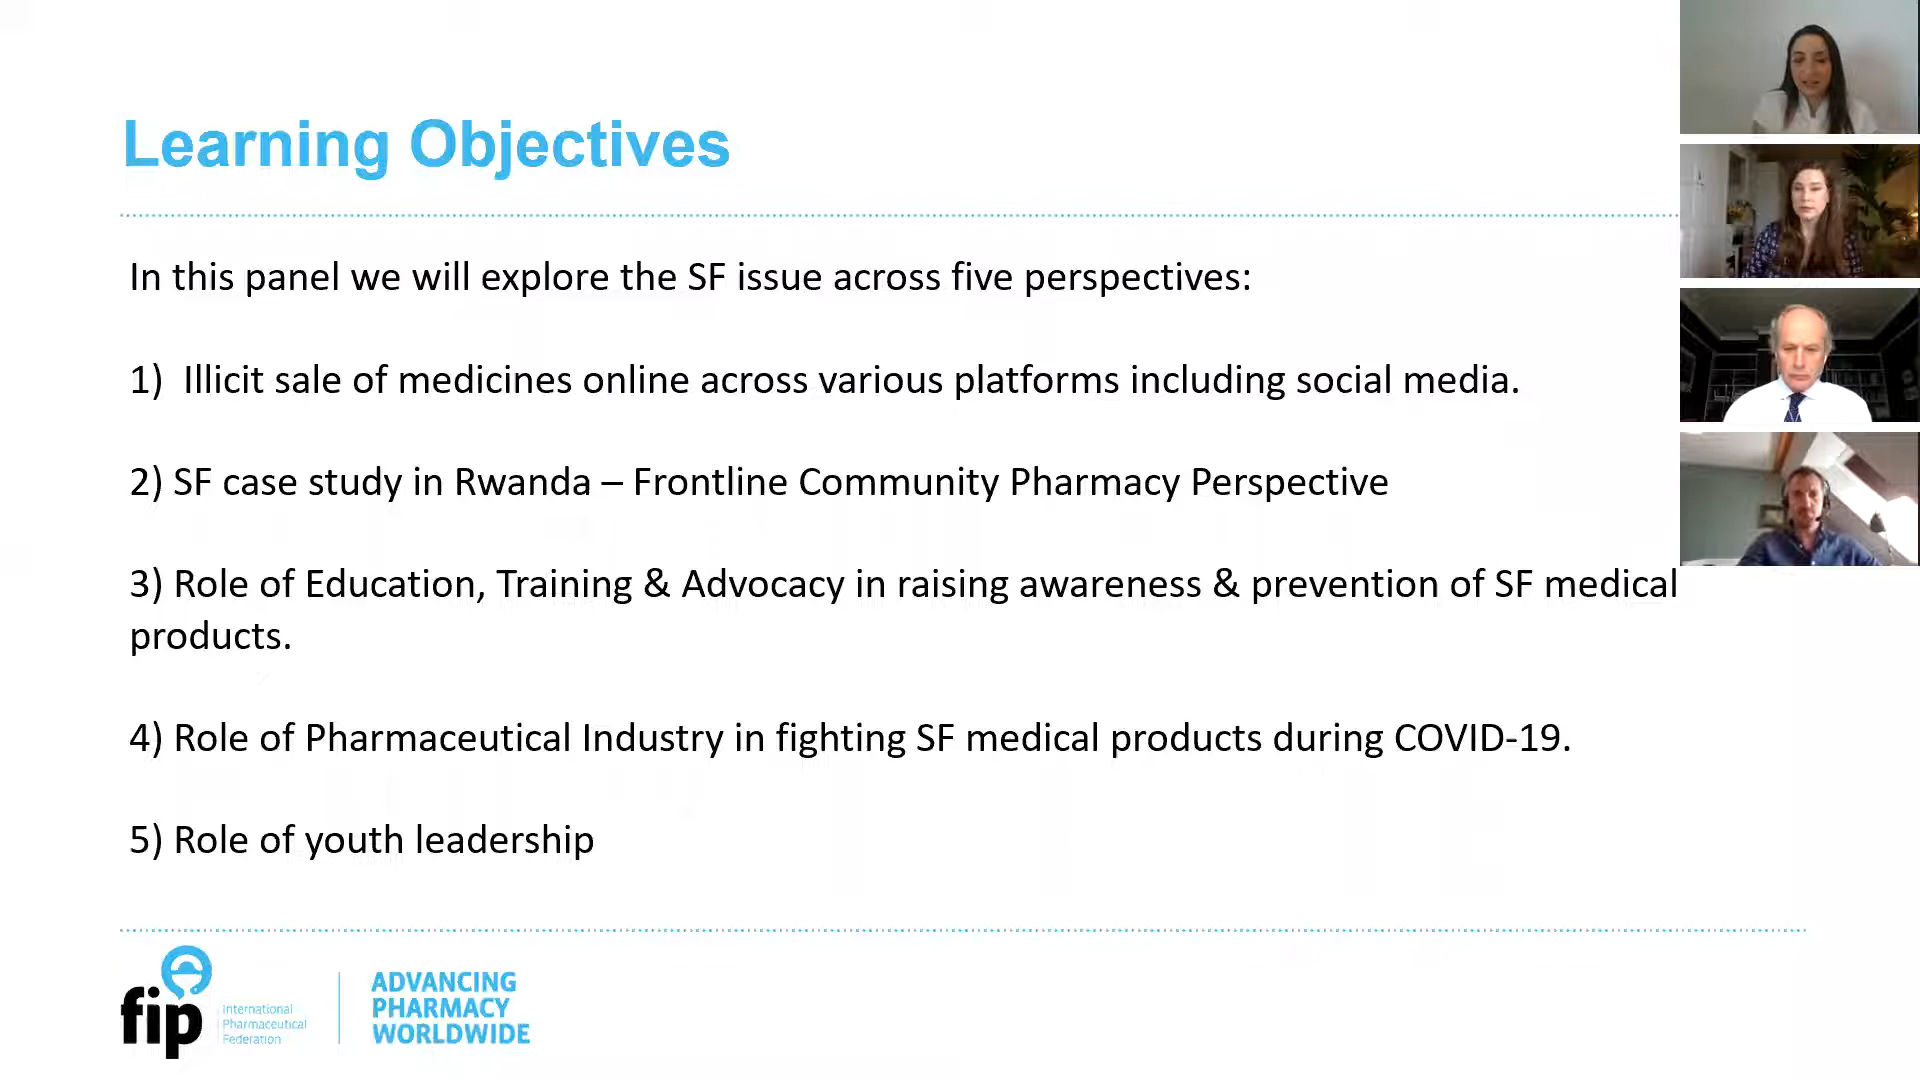 Learning Objectives
In this panel we will explore the SF issue across five perspectives:
1) Illicit sale of medicines online across various platforms including social media.
2) SF case study in Rwanda – Frontline Community Pharmacy Perspective
3) Role of Education, Training & Advocacy in raising awareness & prevention of SF medical
products.
4) Role of Pharmaceutical Industry in fighting SF medical products during COVID-19.
5) Role of youth leadership
fip
International
Pharmaceutical
Federation
ADVANCING
PHARMACY
WORLDWIDE